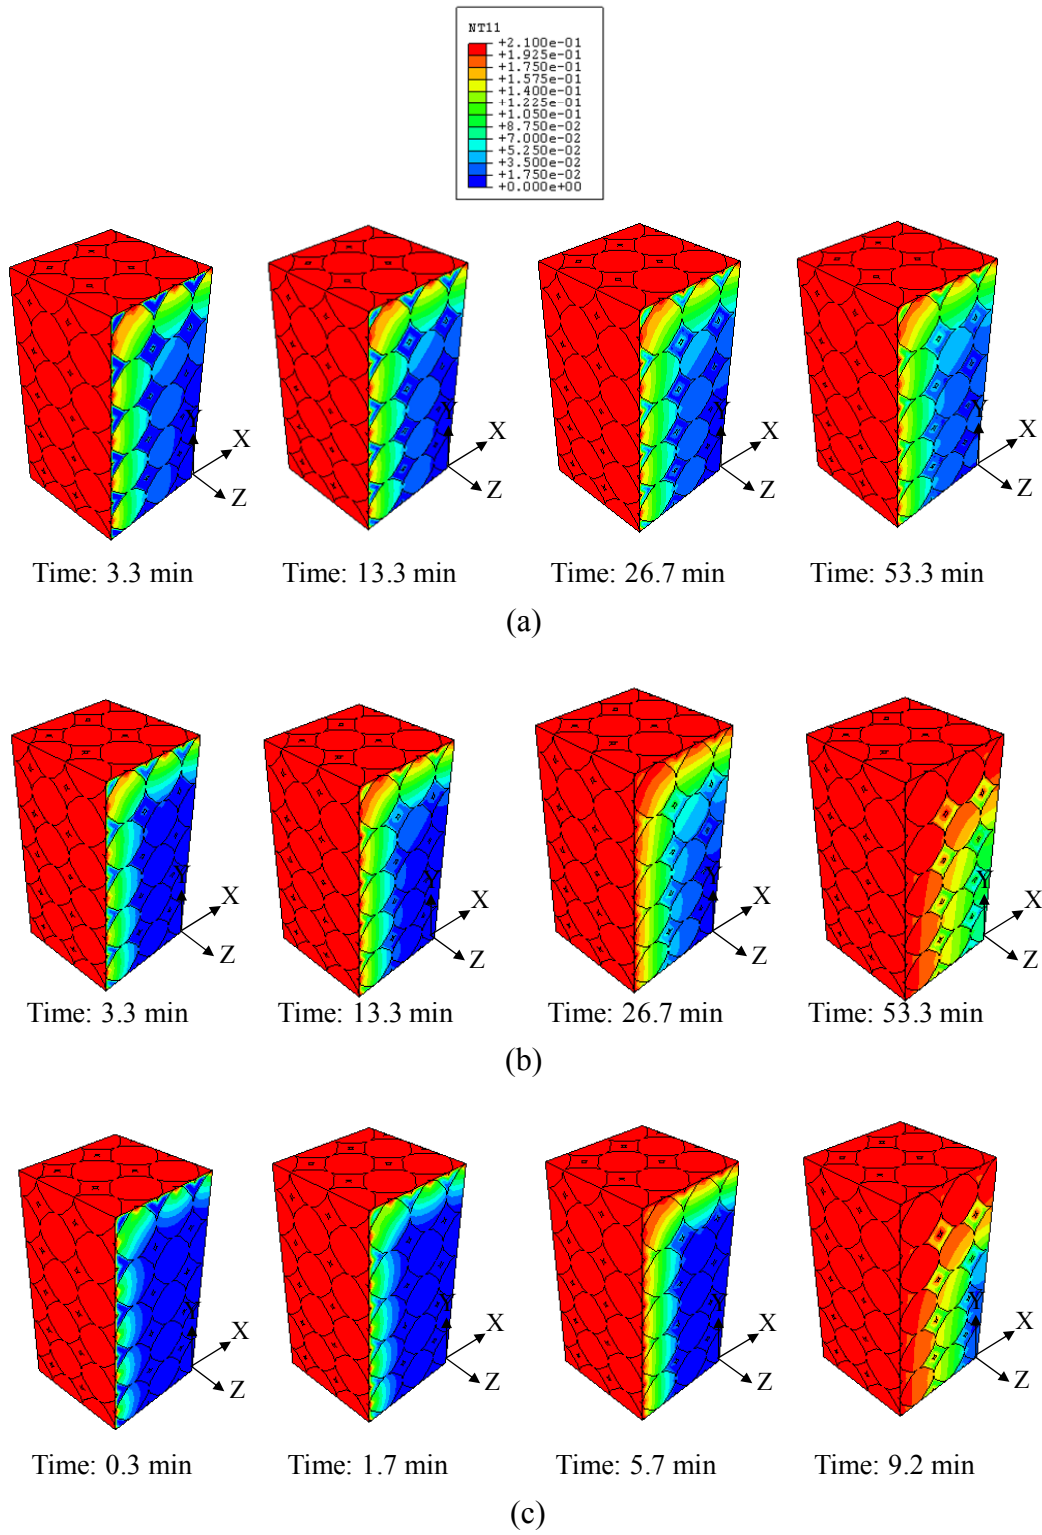 NT11
+2.100e-01
+1.925e-01
+1.750e-01
+1.575e-01
+1.400e-01
+1.225e-01
+1.050e-01
+8.750e-02
+7.000e-02
+5.250e-02
+3.500e-02
+1.750e-02
+0.000e+00
Y X Z
Y X Z
Y X Z
Y X Z
Time: 3.3 min
Time: 13.3 min
Time: 26.7 min
Time: 53.3 min
(a)
Y X Z
Y X Z
Y X Z
Y X Z
Time: 3.3 min
Time: 13.3 min
Time: 26.7 min
Time: 53.3 min
(b)
Y X Z
Y X Z
Y X Z
Y X Z
Time: 0.3 min
Time: 1.7 min
Time: 5.7 min
Time: 9.2 min
(c)